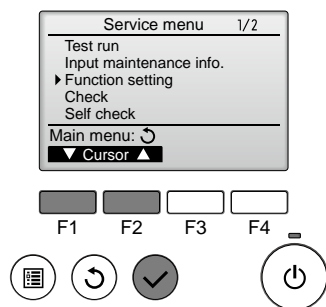 Service menu 1/2
Test run
Input maintenance info.
Function setting
Check
Self check
Main menu:
▼ Cursor ▲
F1 F2 F3 F4